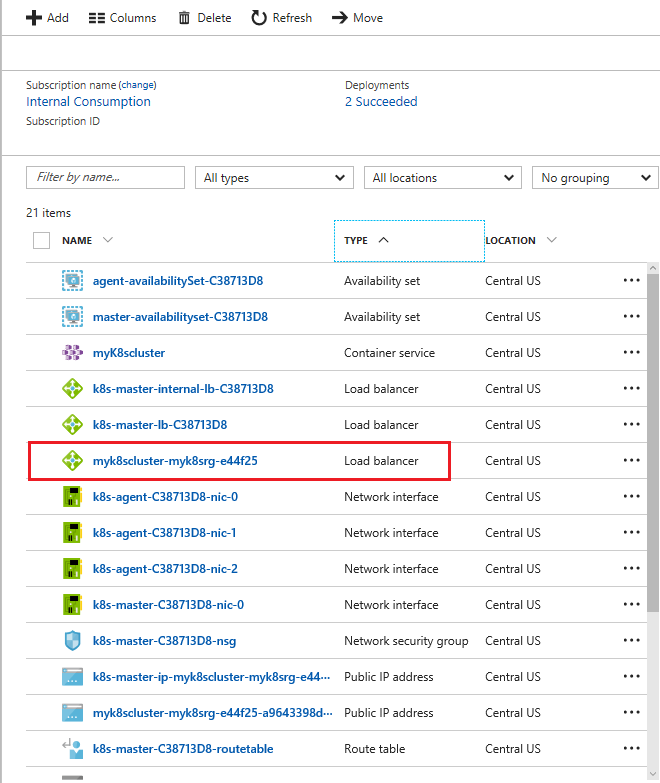 Add Columns Delete Refresh Move
Subscription name (change) Deployments
Internal Consumption 2 Succeeded
Subscription ID
Filter by name... All types All locations No grouping
21 items
NAME TYPE LOCATION
agent-availabilitySet-C38713D8 Availability set Central US
master-availabilityset-C38713D8 Availability set Central US
myK8scluster Container service Central US
k8s-master-internal-lb-C38713D8 Load balancer Central US
k8s-master-lb-C38713D8 Load balancer Central US
myk8scluster-myk8srg-e44f25 Load balancer Central US
k8s-agent-C38713D8-nic-0 Network interface Central US
k8s-agent-C38713D8-nic-1 Network interface Central US
k8s-agent-C38713D8-nic-2 Network interface Central US
k8s-master-C38713D8-nic-0 Network interface Central US
k8s-master-C38713D8-nsg Network security group Central US
k8s-master-ip-myk8scluster-myk8srg-e44··· Public IP address Central US
myk8scluster-myk8srg-e44f25-a9643398d··· Public IP address Central US
k8s-master-C38713D8-routetable Route table Central US